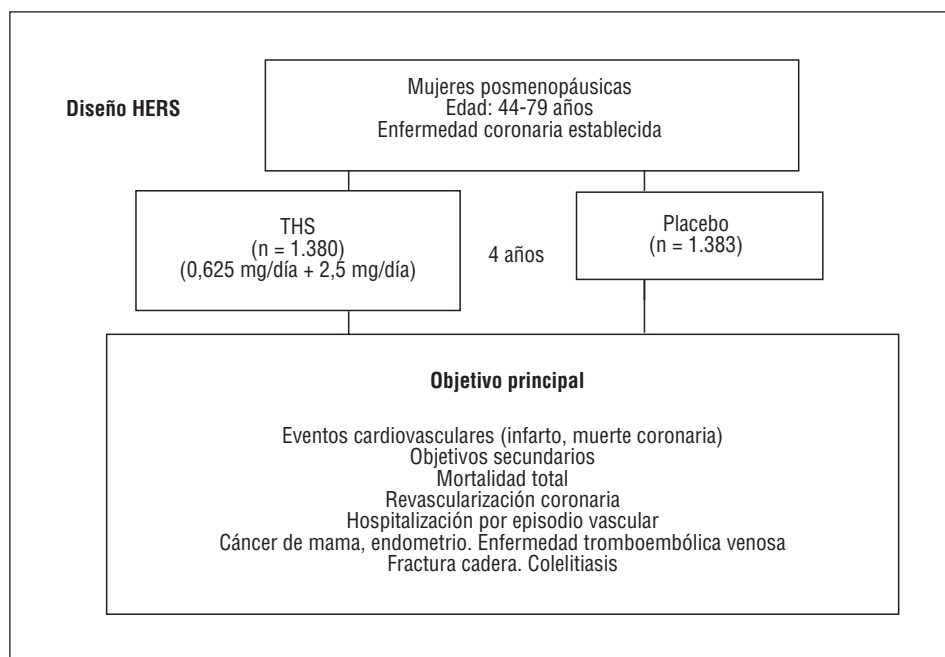 Diseño HERS
Mujeres posmenopáusicas
Edad: 44-79 años
Enfermedad coronaria establecida
THS
(n = 1.380)
(0,625 mg/día + 2,5 mg/día)
4 años
Placebo
(n = 1.383)
Objetivo principal
Eventos cardiovasculares (infarto, muerte coronaria)
Objetivos secundarios
Mortalidad total
Revascularización coronaria
Hospitalización por episodio vascular
Cáncer de mama, endometrio. Enfermedad tromboembólica venosa
Fractura cadera. Colelitiasis